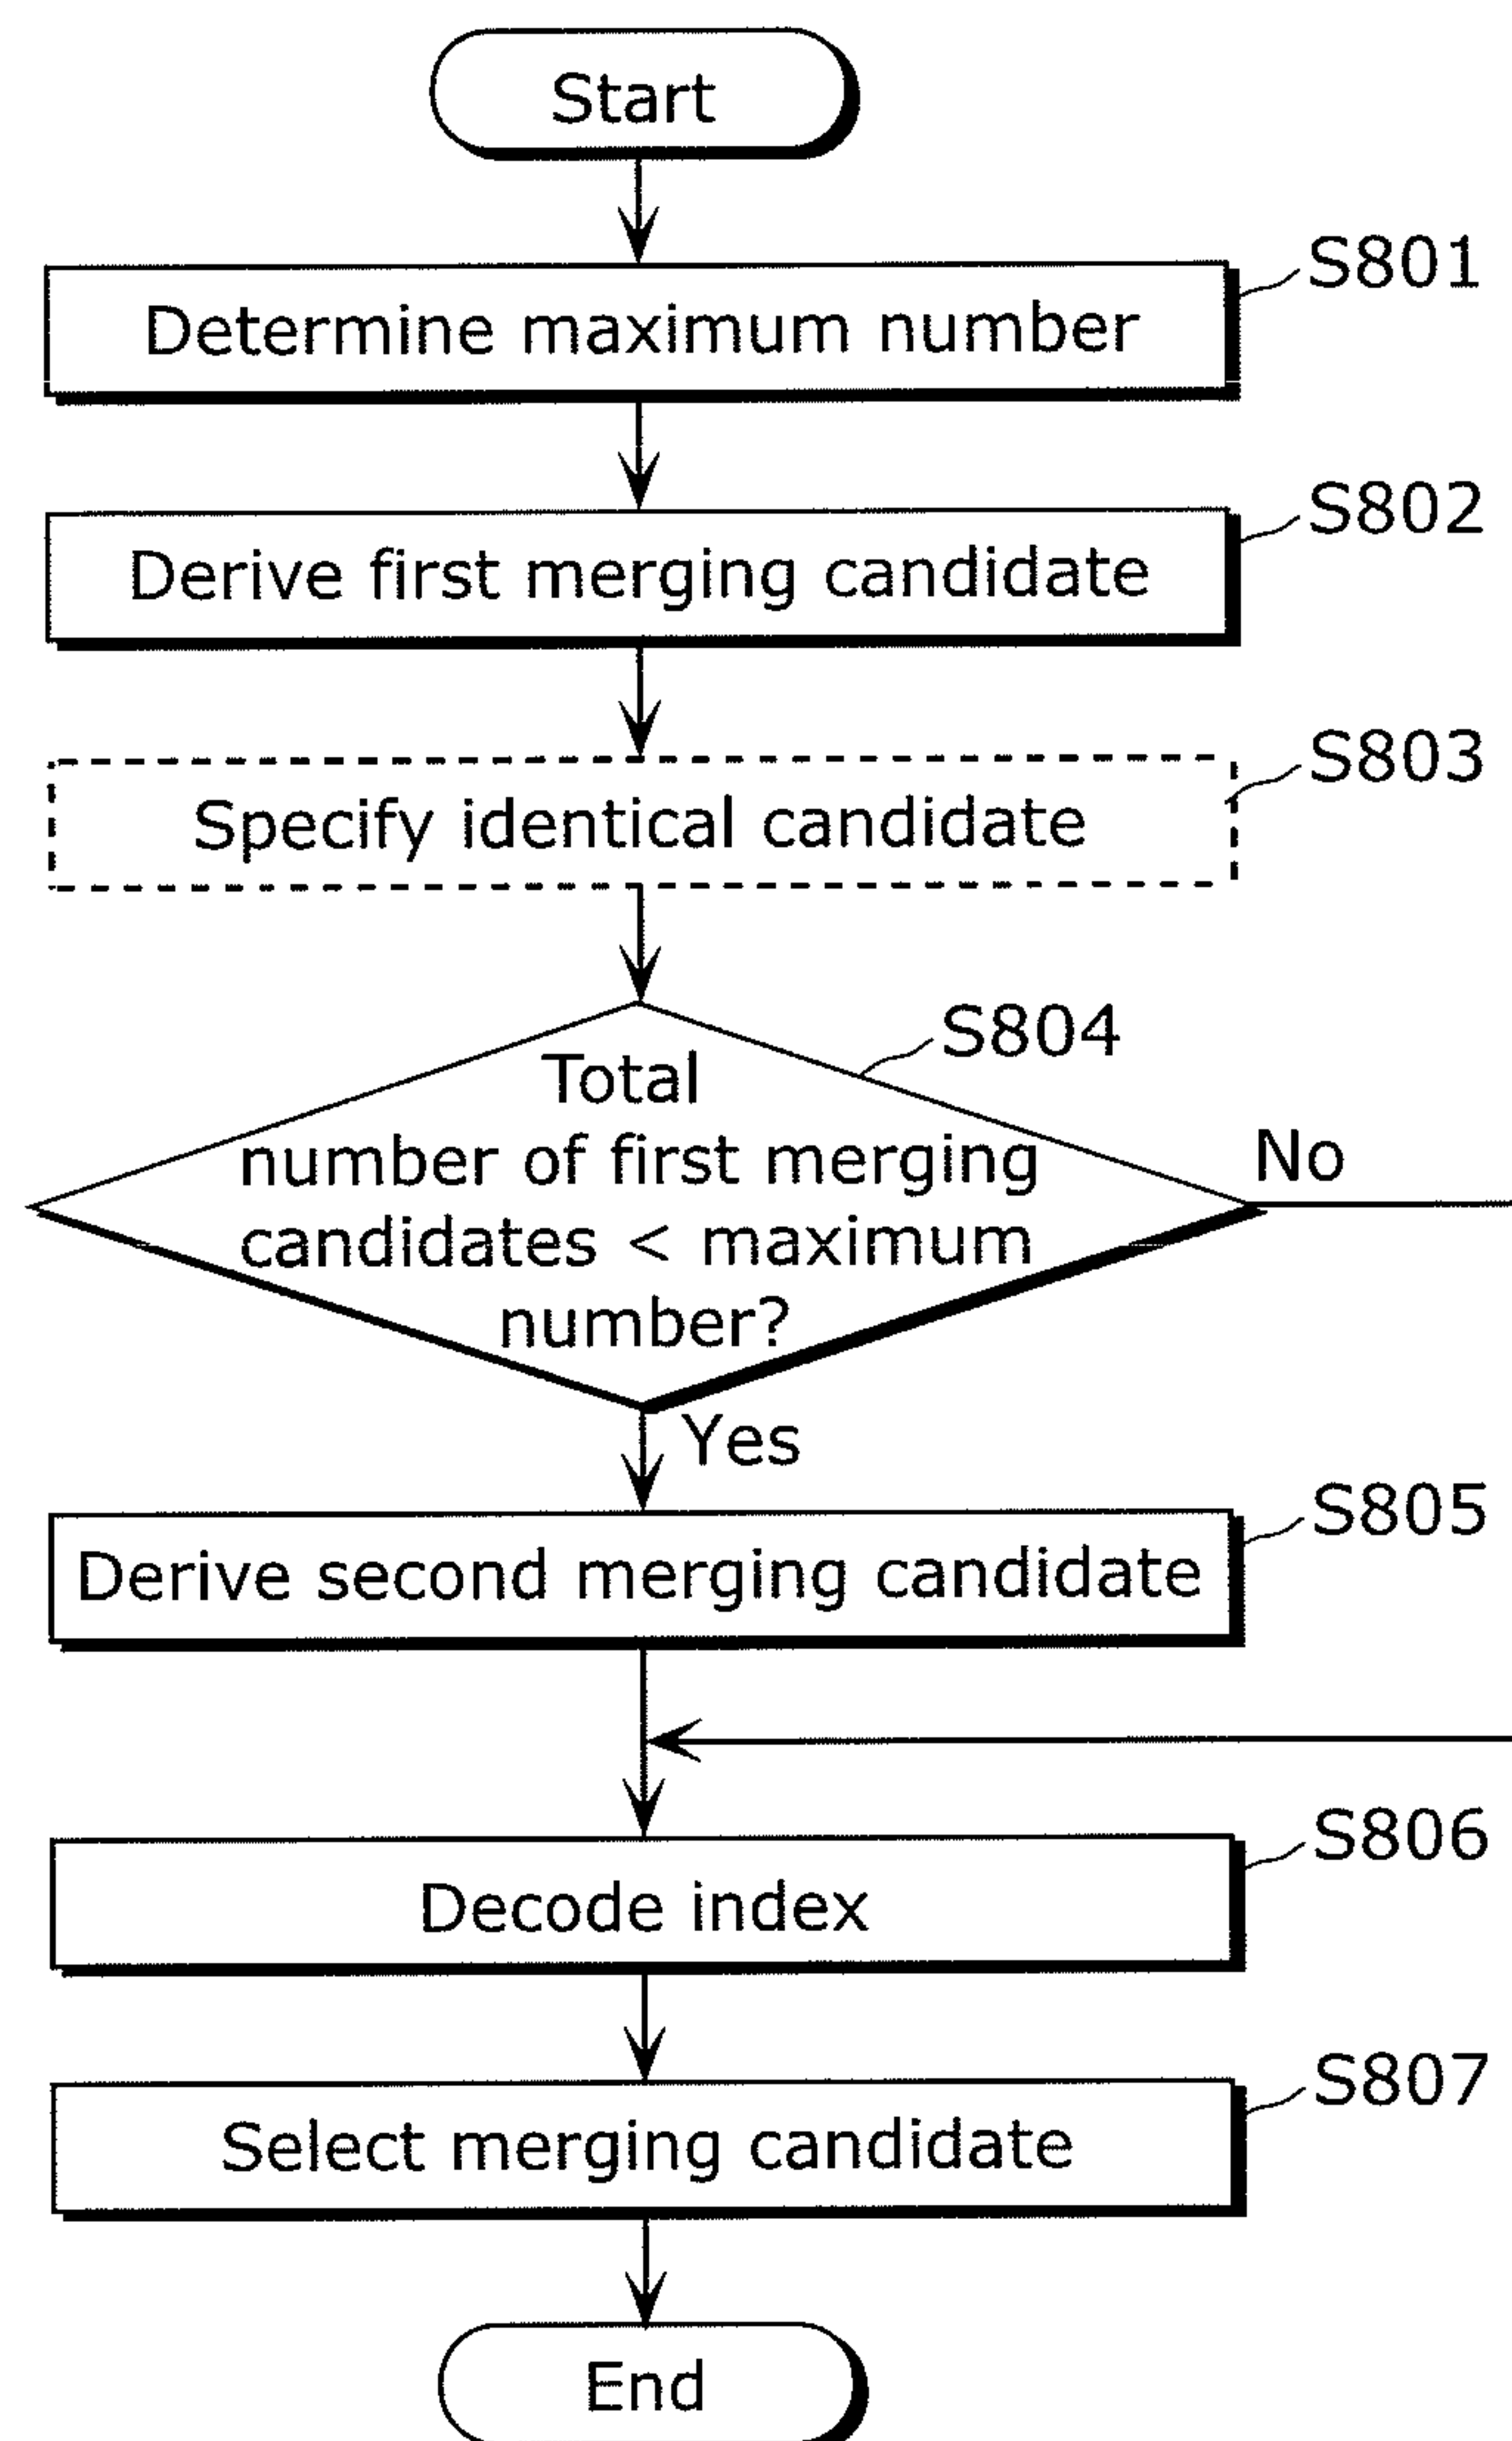 Start
S801
Determine maximum number
S802
Derive first merging candidate
S803
Specify identical candidate
S804
Total
number of first merging
candidates < maximum
number?
No
Yes
S805
Derive second merging candidate
S806
Decode index
S807
Select merging candidate
End